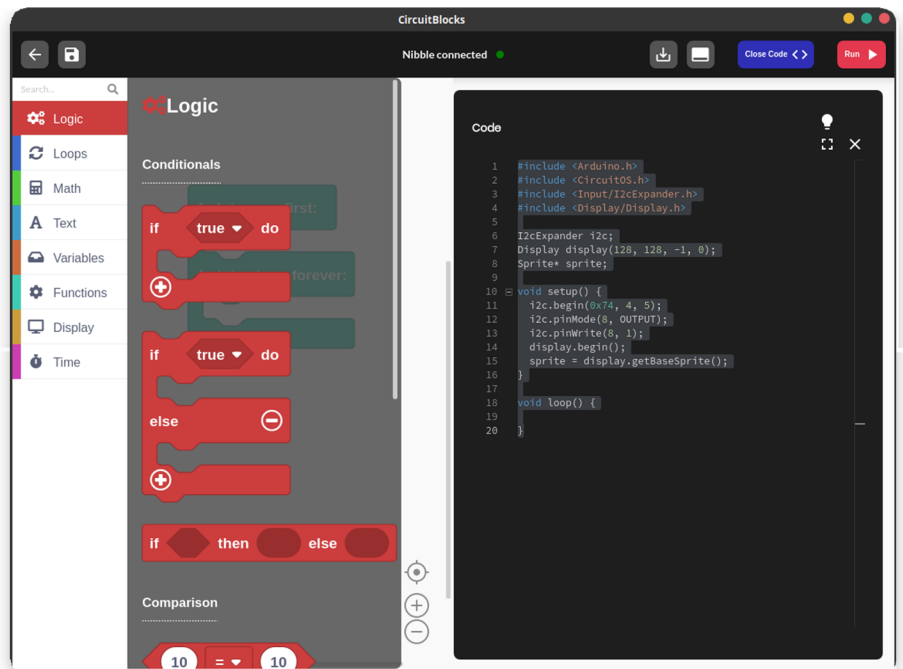 CircuitBlocks
Nibble connected
Close Code
Run
Search...
Logic
Loops
Math
A Text
Variables
Functions
Display
Time
Logic
Conditionals
first:
forever:
if true do
if true do
else
if then else
Comparison
10 = 10
Code
1 #include <Arduino.h>
2 #include <CircuitOS.h>
3 #include <Input/I2cExpander.h>
4 #include <Display/Display.h>
5
6 I2cExpander i2c;
7 Display display(128, 128, -1, 0);
8 Sprite* sprite;
9
10 void setup() {
11 i2c.begin(0x74, 4, 5);
12 i2c.pinMode(8, OUTPUT);
13 i2c.pinWrite(8, 1);
14 display.begin();
15 sprite = display.getBaseSprite();
16 }
17
18 void loop() {
19
20 }